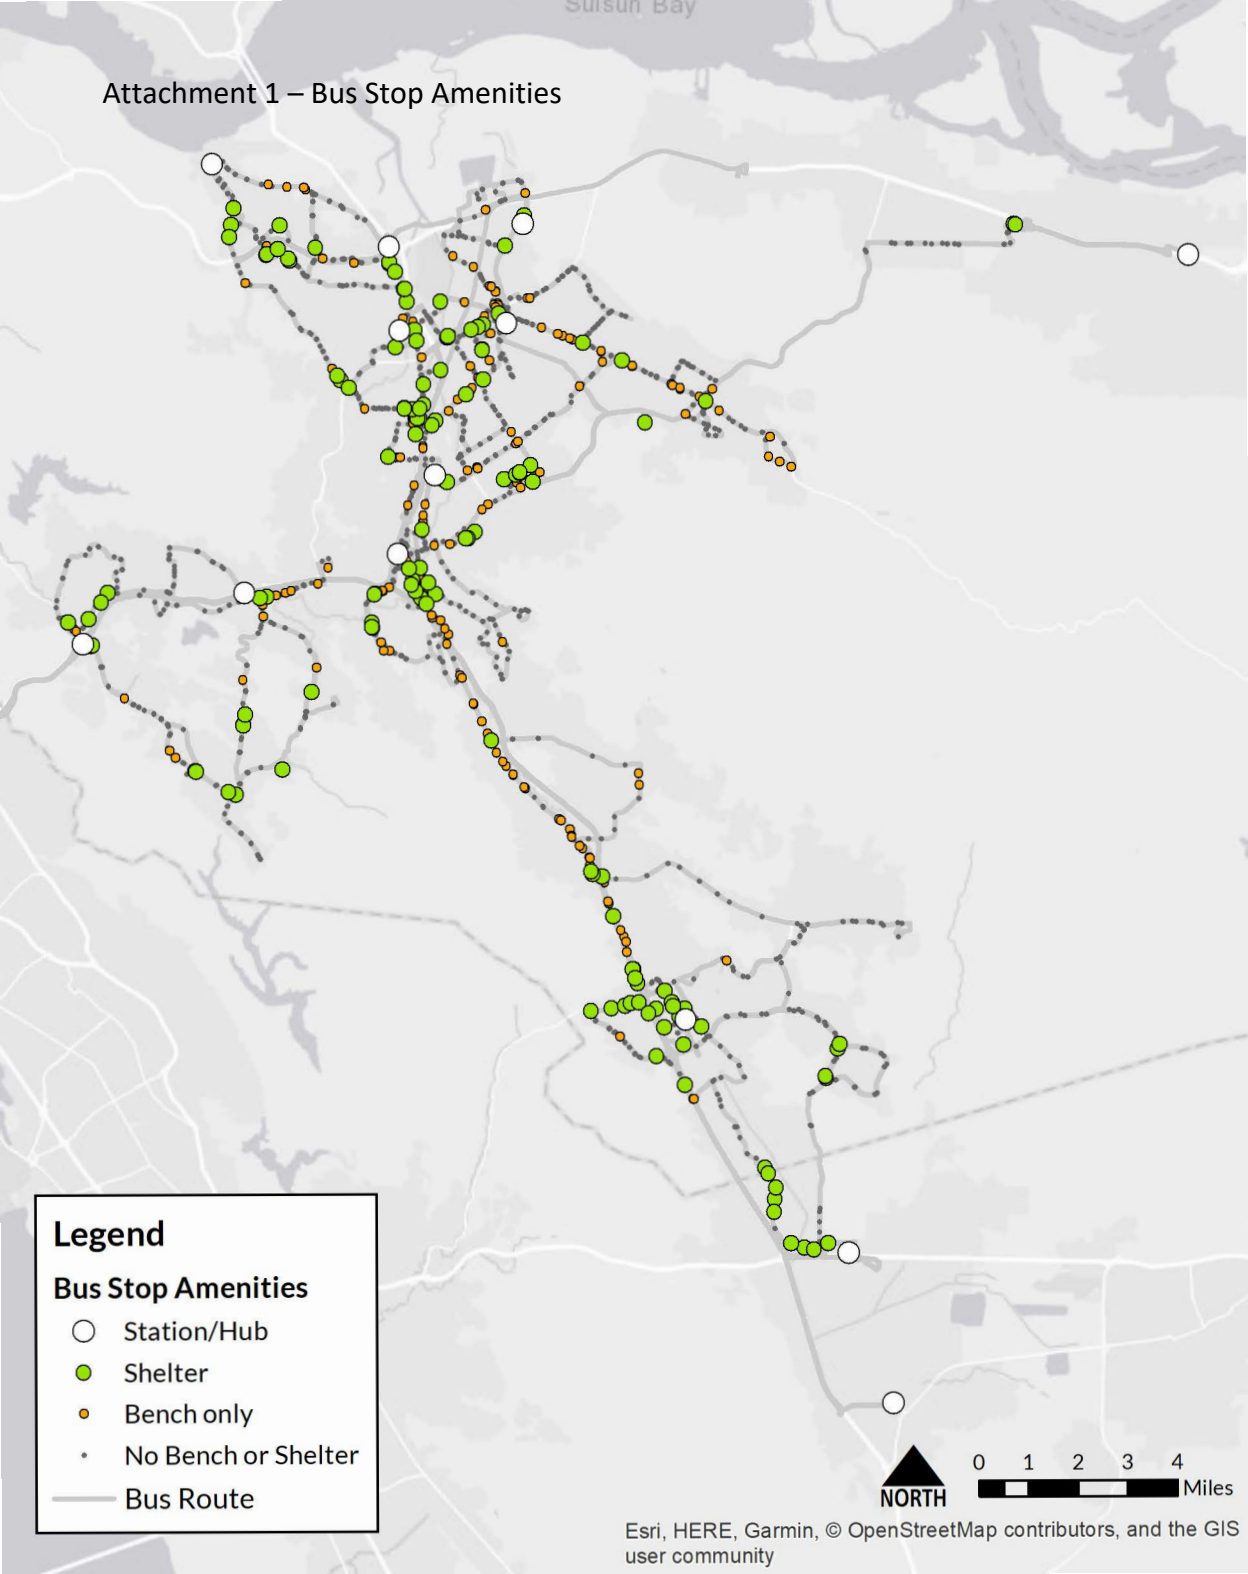 Suisun Bay
Attachment 1 – Bus Stop Amenities
Legend
Bus Stop Amenities
Station/Hub
Shelter
Bench only
No Bench or Shelter
Bus Route
NORTH
0 1 2 3 4
Miles
Esri, HERE, Garmin, © OpenStreetMap contributors, and the GIS
user community